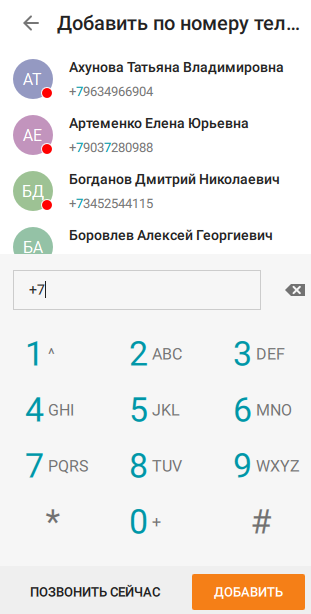 Добавить по номеру тел...
АТ
Ахунова Татьяна Владимировна
+79634966904
АЕ
Артеменко Елена Юрьевна
+79037280988
БД
Богданов Дмитрий Николаевич
+73452544115
БА
Боровлев Алексей Георгиевич
+7
1 ^ 2 ABC 3 DEF
4 GHI 5 JKL 6 MNO
7 PQRS 8 TUV 9 WXYZ
* 0 + #
ПОЗВОНИТЬ СЕЙЧАС ДОБАВИТЬ